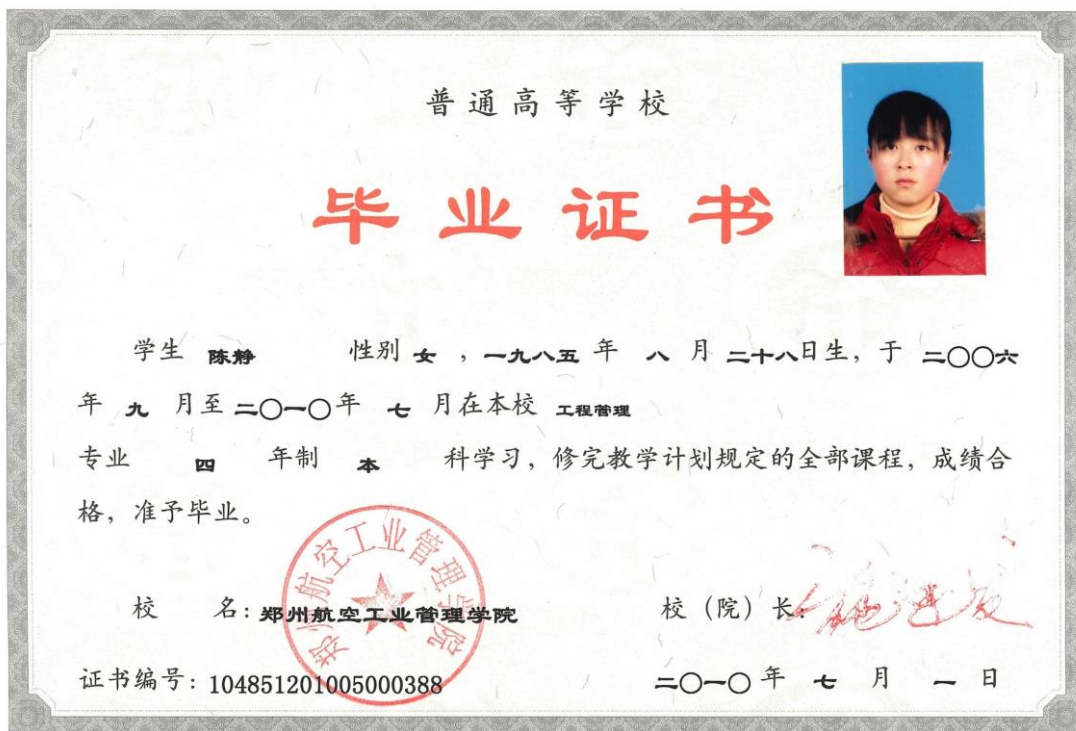 普通高等学校
毕业证书
学生 陈静 性别 女 ，一九八五 年 八 月 二十八日生，于 二〇〇六
年 九 月至 二〇一〇年 七 月在本校 工程管理
专业 四 年制 本 科学习，修完教学计划规定的全部课程，成绩合
格，准予毕业。
郑州航空工业管理学院
校 名：郑州航空工业管理学院 校（院）长：
证书编号：104851201005000388 二〇一〇 年 七 月 一 日